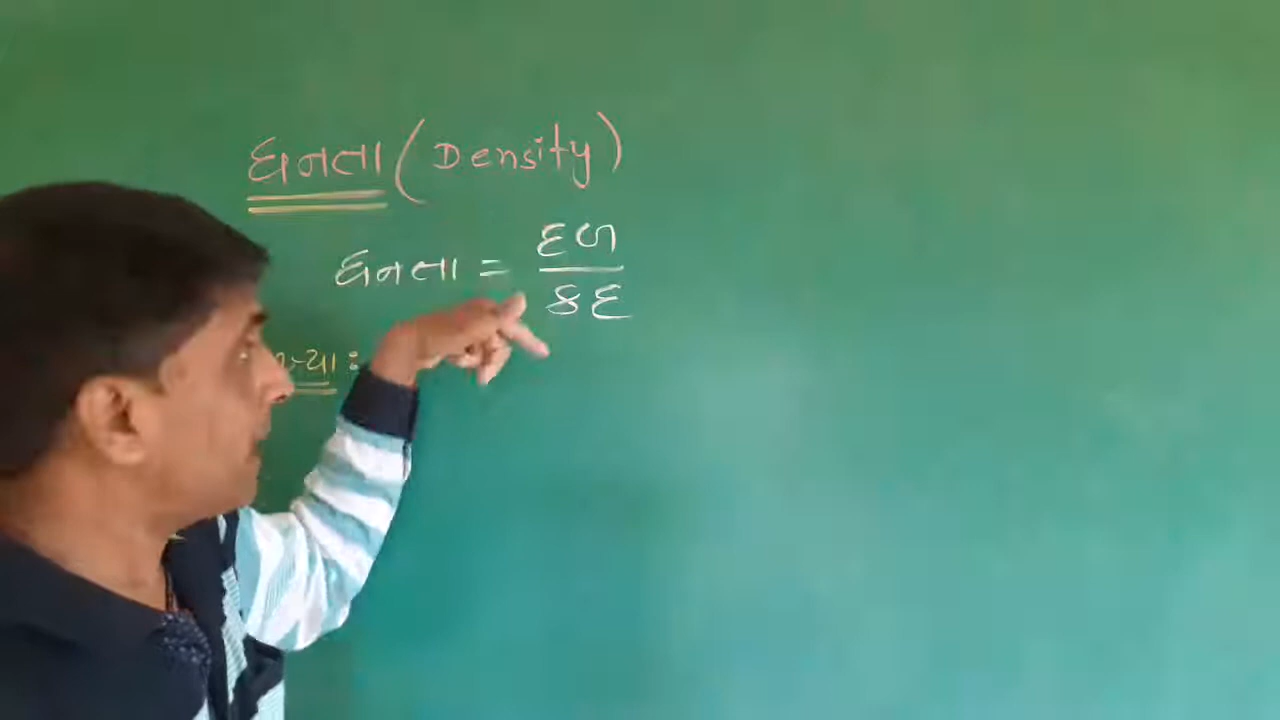 ઘનતા (Density)
ઘનતા = દળ / કદ